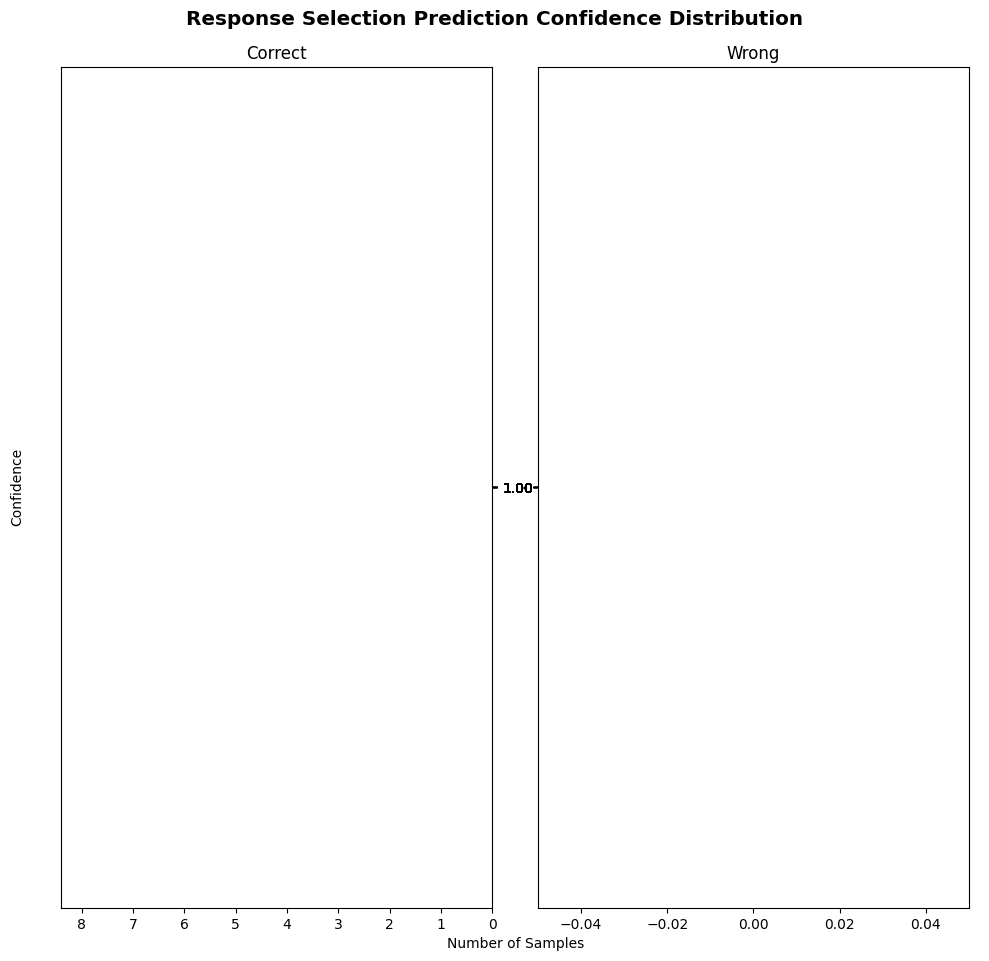 Response Selection Prediction Confidence Distribution
Correct
Wrong
Confidence
1.00
8 7 6 5 4 3 2 1 0
−0.04 −0.02 0.00 0.02 0.04
Number of Samples